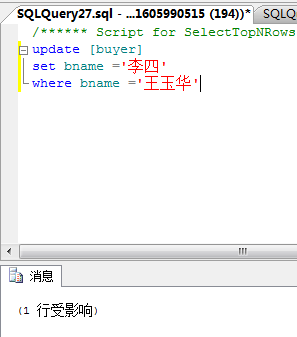 SQLQuery27.sql - ...1605990515 (194))*
SQLQ
/****** Script for SelectTopNRows
update [buyer]
set bname ='李四'
where bname ='王玉华'
消息
(1 行受影响)